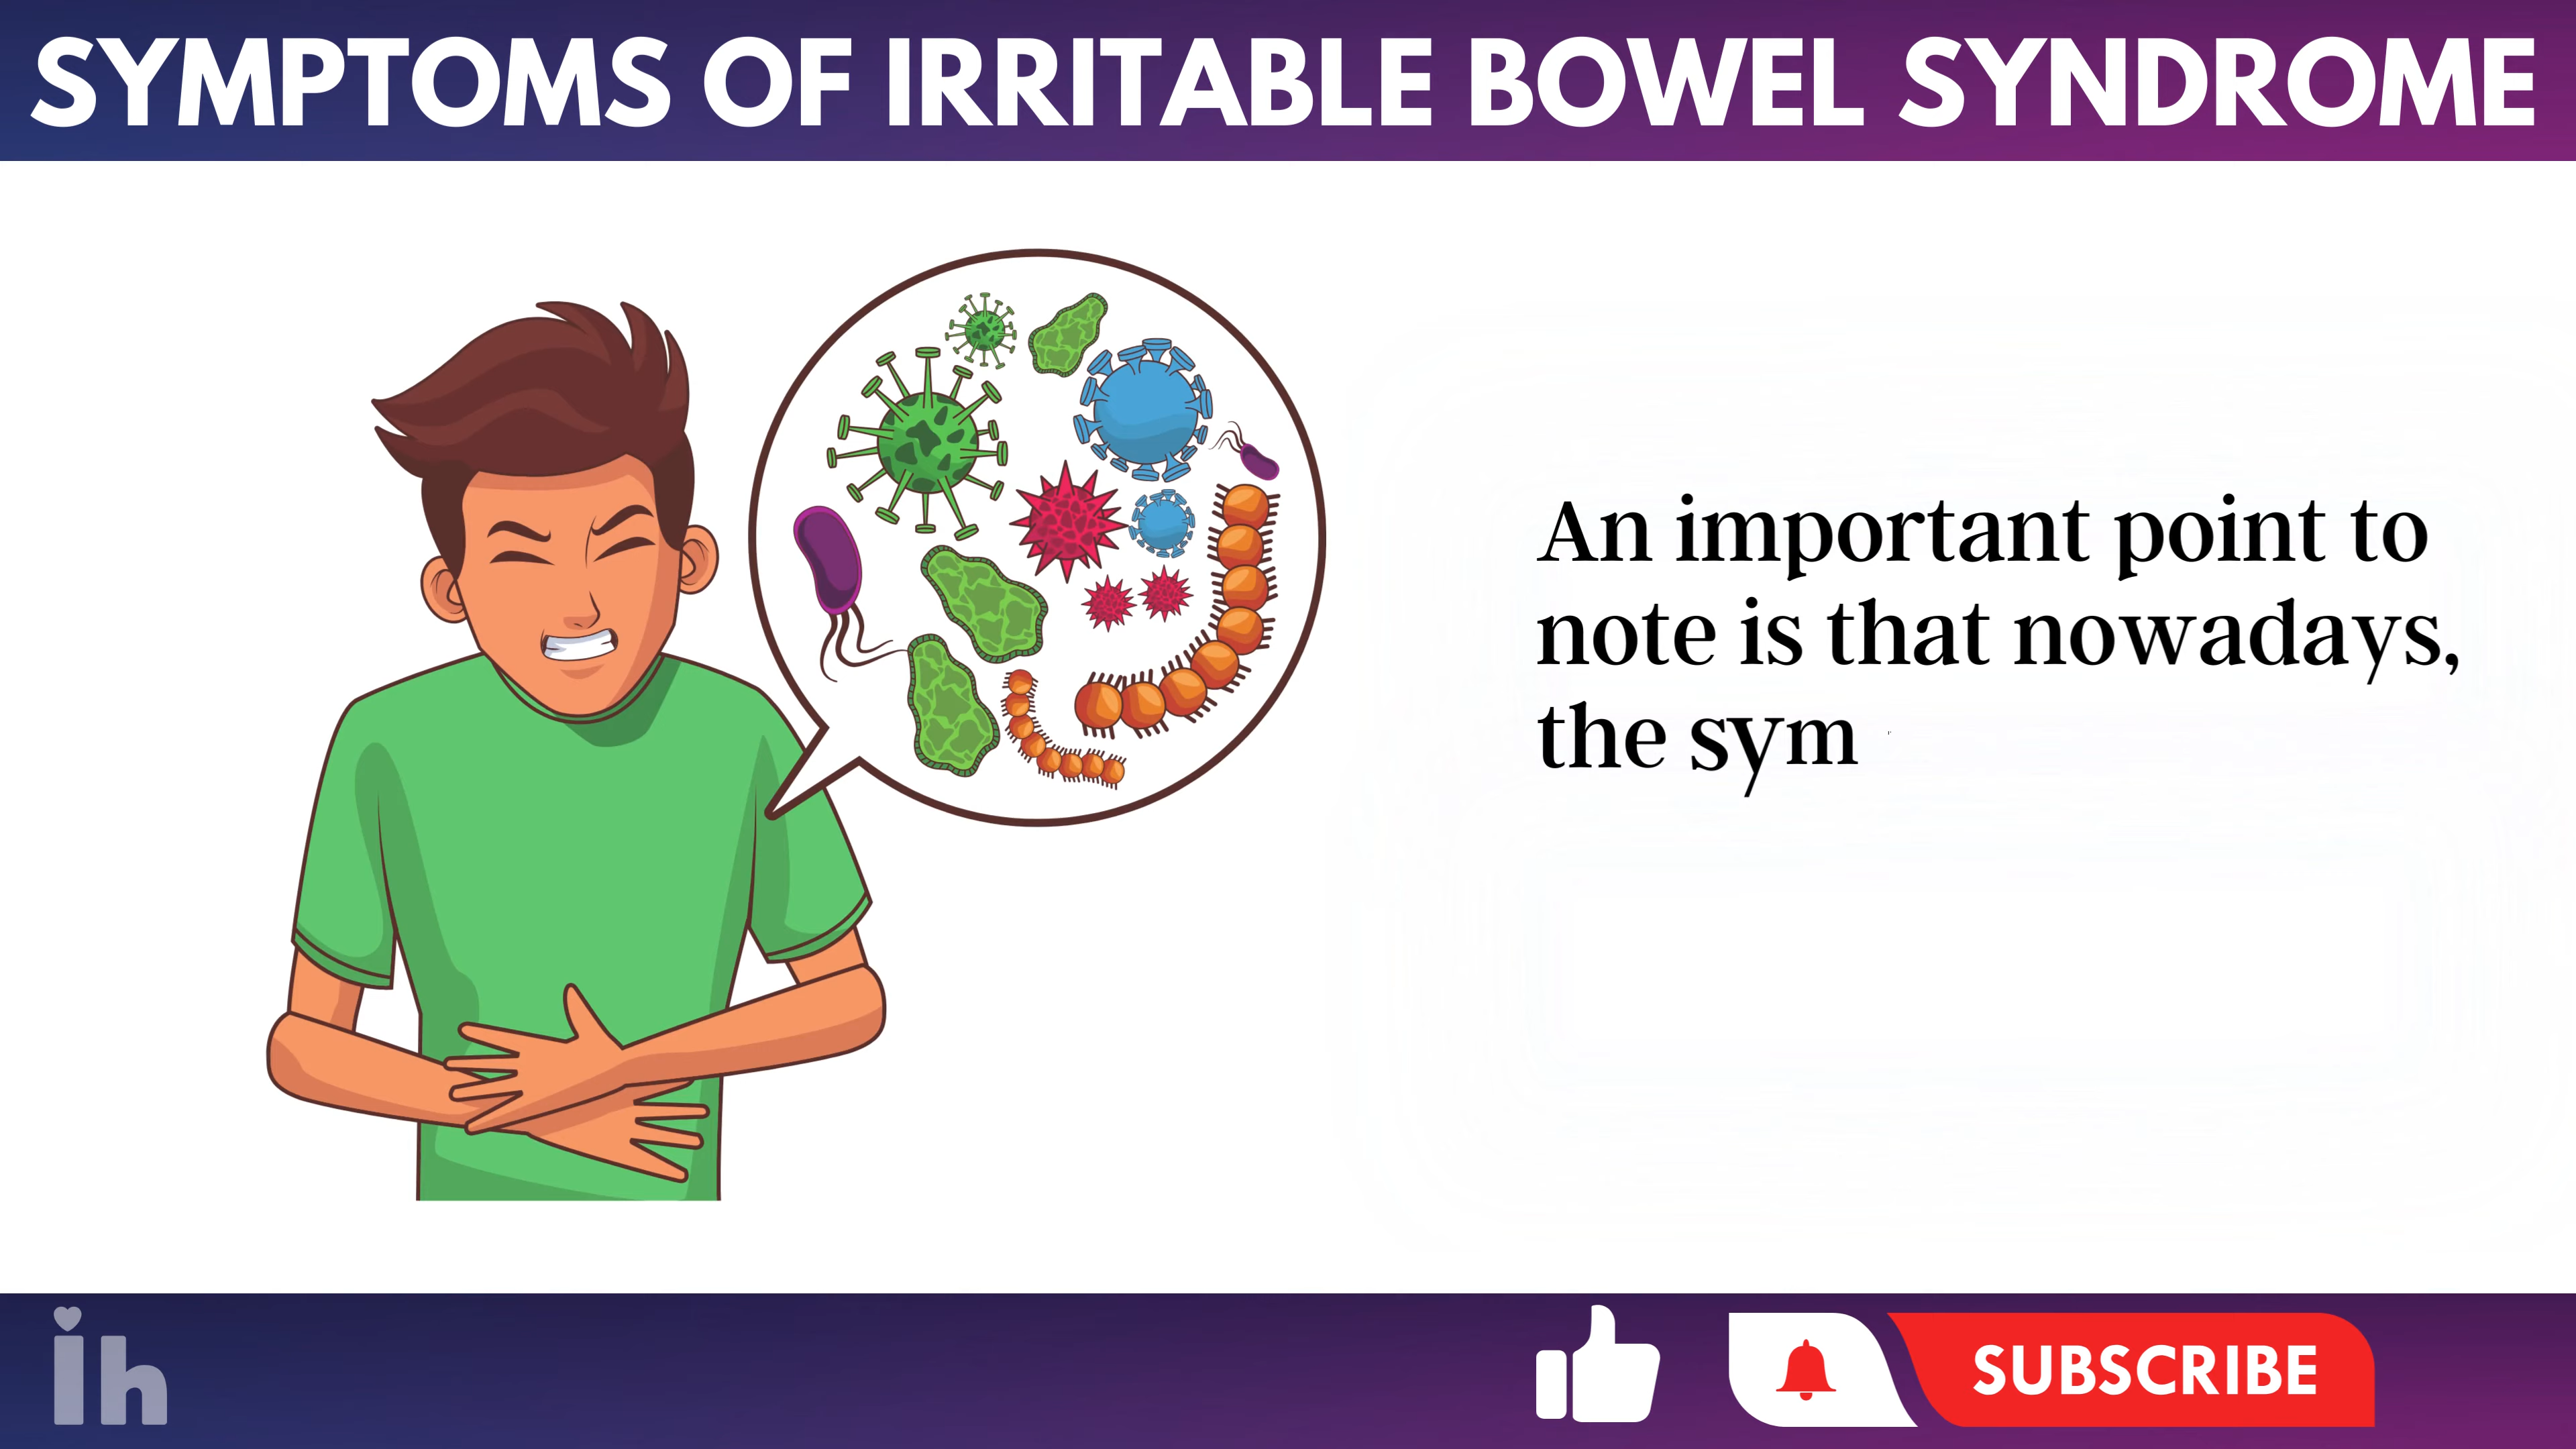 SYMPTOMS OF IRRITABLE BOWEL SYNDROME
An important point to
note is that nowadays,
the sym
ih
SUBSCRIBE